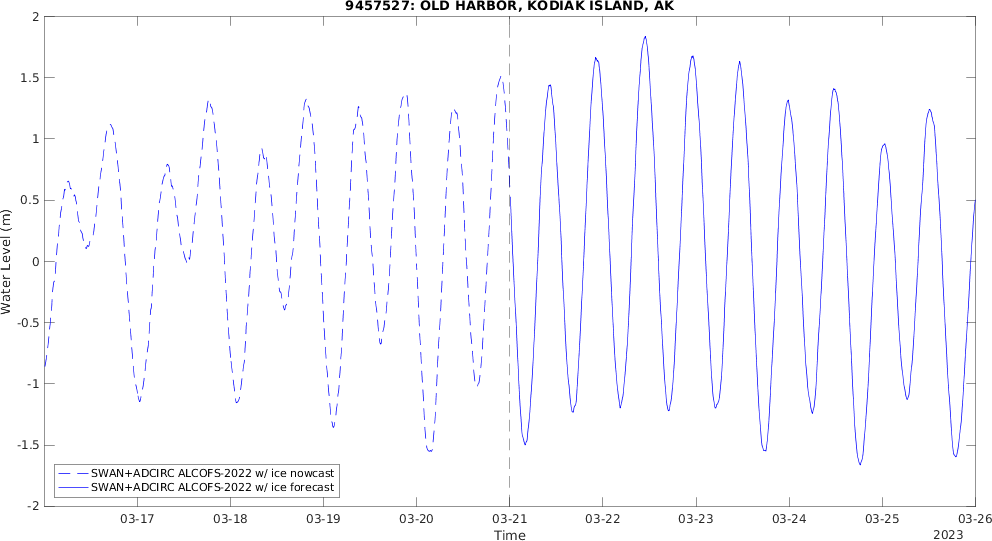 9457527: OLD HARBOR, KODIAK ISLAND, AK
2
1.5
1
0.5
0
-0.5
-1
-1.5
-2
Water Level (m)
SWAN+ADCIRC ALCOFS-2022 w/ ice nowcast
SWAN+ADCIRC ALCOFS-2022 w/ ice forecast
03-17 03-18 03-19 03-20 03-21 03-22 03-23 03-24 03-25 03-26
Time
2023